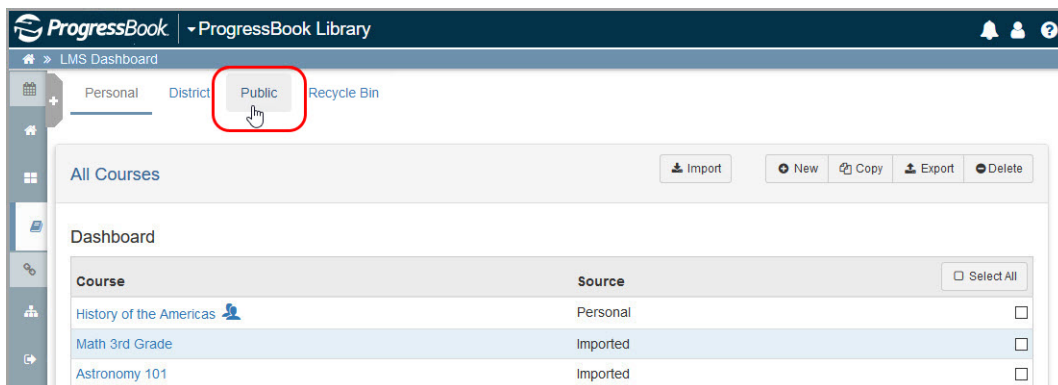 ProgressBook ProgressBook Library
» LMS Dashboard
Personal District Public Recycle Bin
All Courses Import New Copy Export Delete
Dashboard
Course Source Select All
History of the Americas Personal
Math 3rd Grade Imported
Astronomy 101 Imported